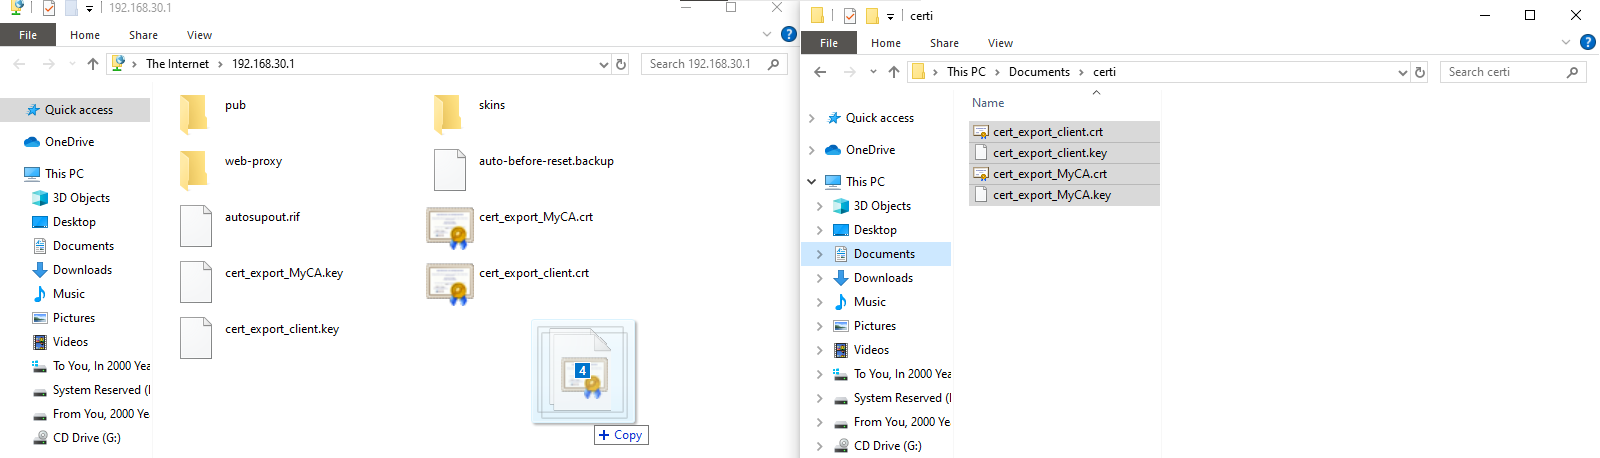 192.168.30.1
File Home Share View
The Internet > 192.168.30.1
Search 192.168.30.1
Quick access
OneDrive
This PC
3D Objects
Desktop
Documents
Downloads
Music
Pictures
Videos
To You, In 2000 Yea
System Reserved (
From You, 2000 Yea
CD Drive (G:)
pub
skins
web-proxy
auto-before-reset.backup
autosupout.rif
cert_export_MyCA.crt
cert_export_MyCA.key
cert_export_client.crt
cert_export_client.key
4
+ Copy
certi
File Home Share View
This PC > Documents > certi
Search certi
Quick access
OneDrive
This PC
3D Objects
Desktop
Documents
Downloads
Music
Pictures
Videos
To You, In 2000 Yea
System Reserved (
From You, 2000 Yea
CD Drive (G:)
Name
cert_export_client.crt
cert_export_client.key
cert_export_MyCA.crt
cert_export_MyCA.key